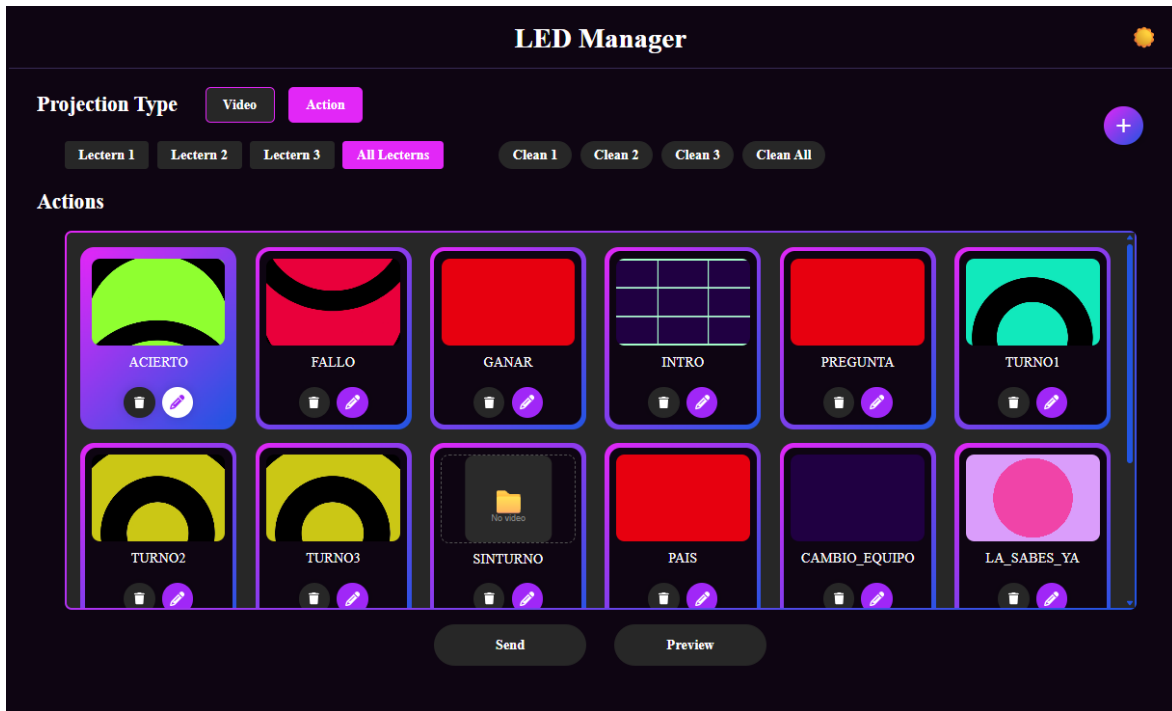 LED Manager
Projection Type Video Action
Lectern 1 Lectern 2 Lectern 3 All Lecterns Clean 1 Clean 2 Clean 3 Clean All
Actions
ACIERTO FALLO GANAR INTRO PREGUNTA TURNO1
No video
TURNO2 TURNO3 SINTURNO PAIS CAMBIO_EQUIPO LA_SABES_YA
Send Preview